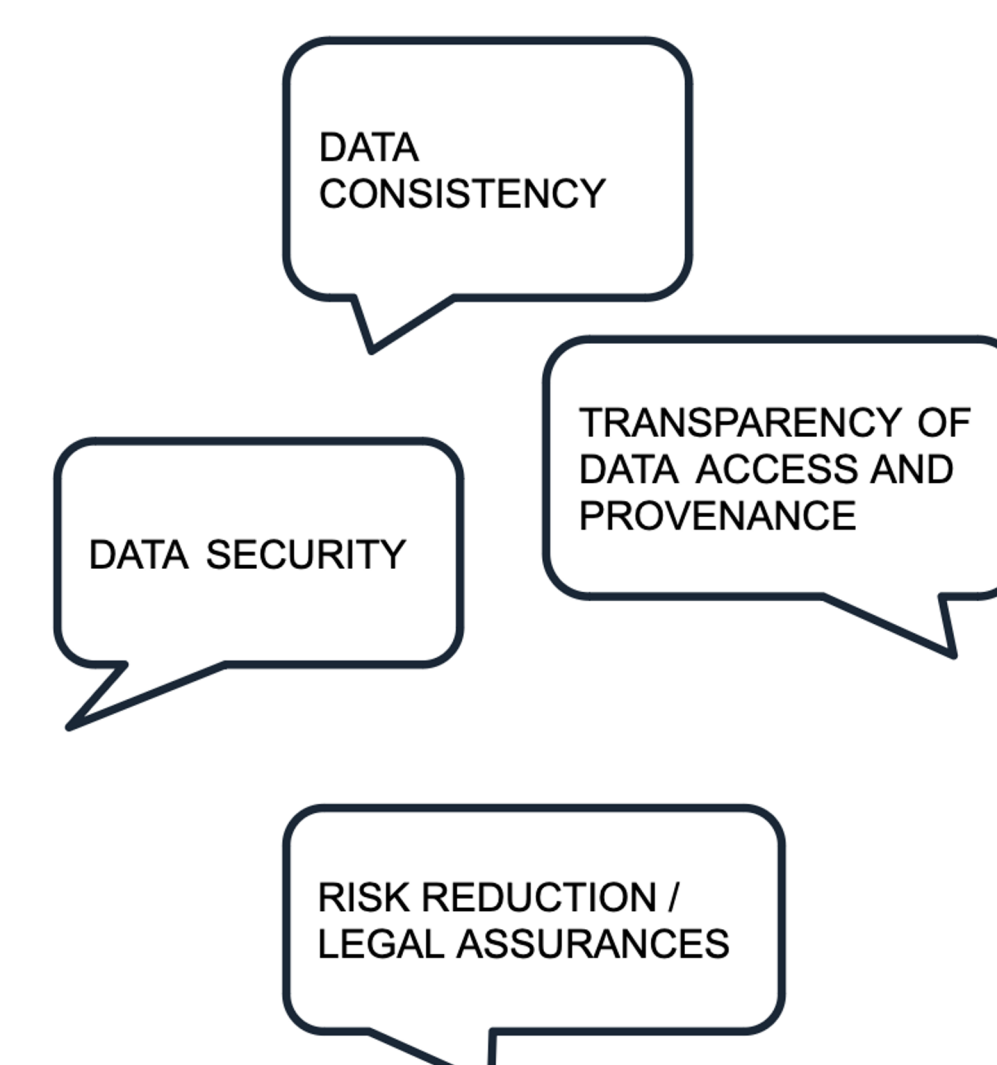 DATA
CONSISTENCY
TRANSPARENCY OF
DATA ACCESS AND
PROVENANCE
DATA SECURITY
RISK REDUCTION /
LEGAL ASSURANCES